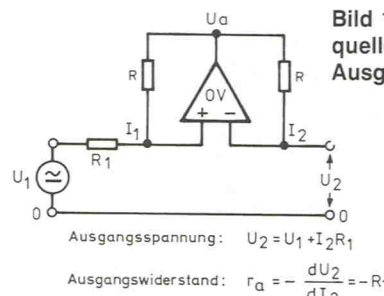 Ua
Bild
quell
Ausg
R
R
OV
+ −
I1
I2
R1
U1
U2
0
0
Ausgangsspannung: U2 = U1 + I2R1
Ausgangswiderstand: ra = − dU2 / dI2 = −R